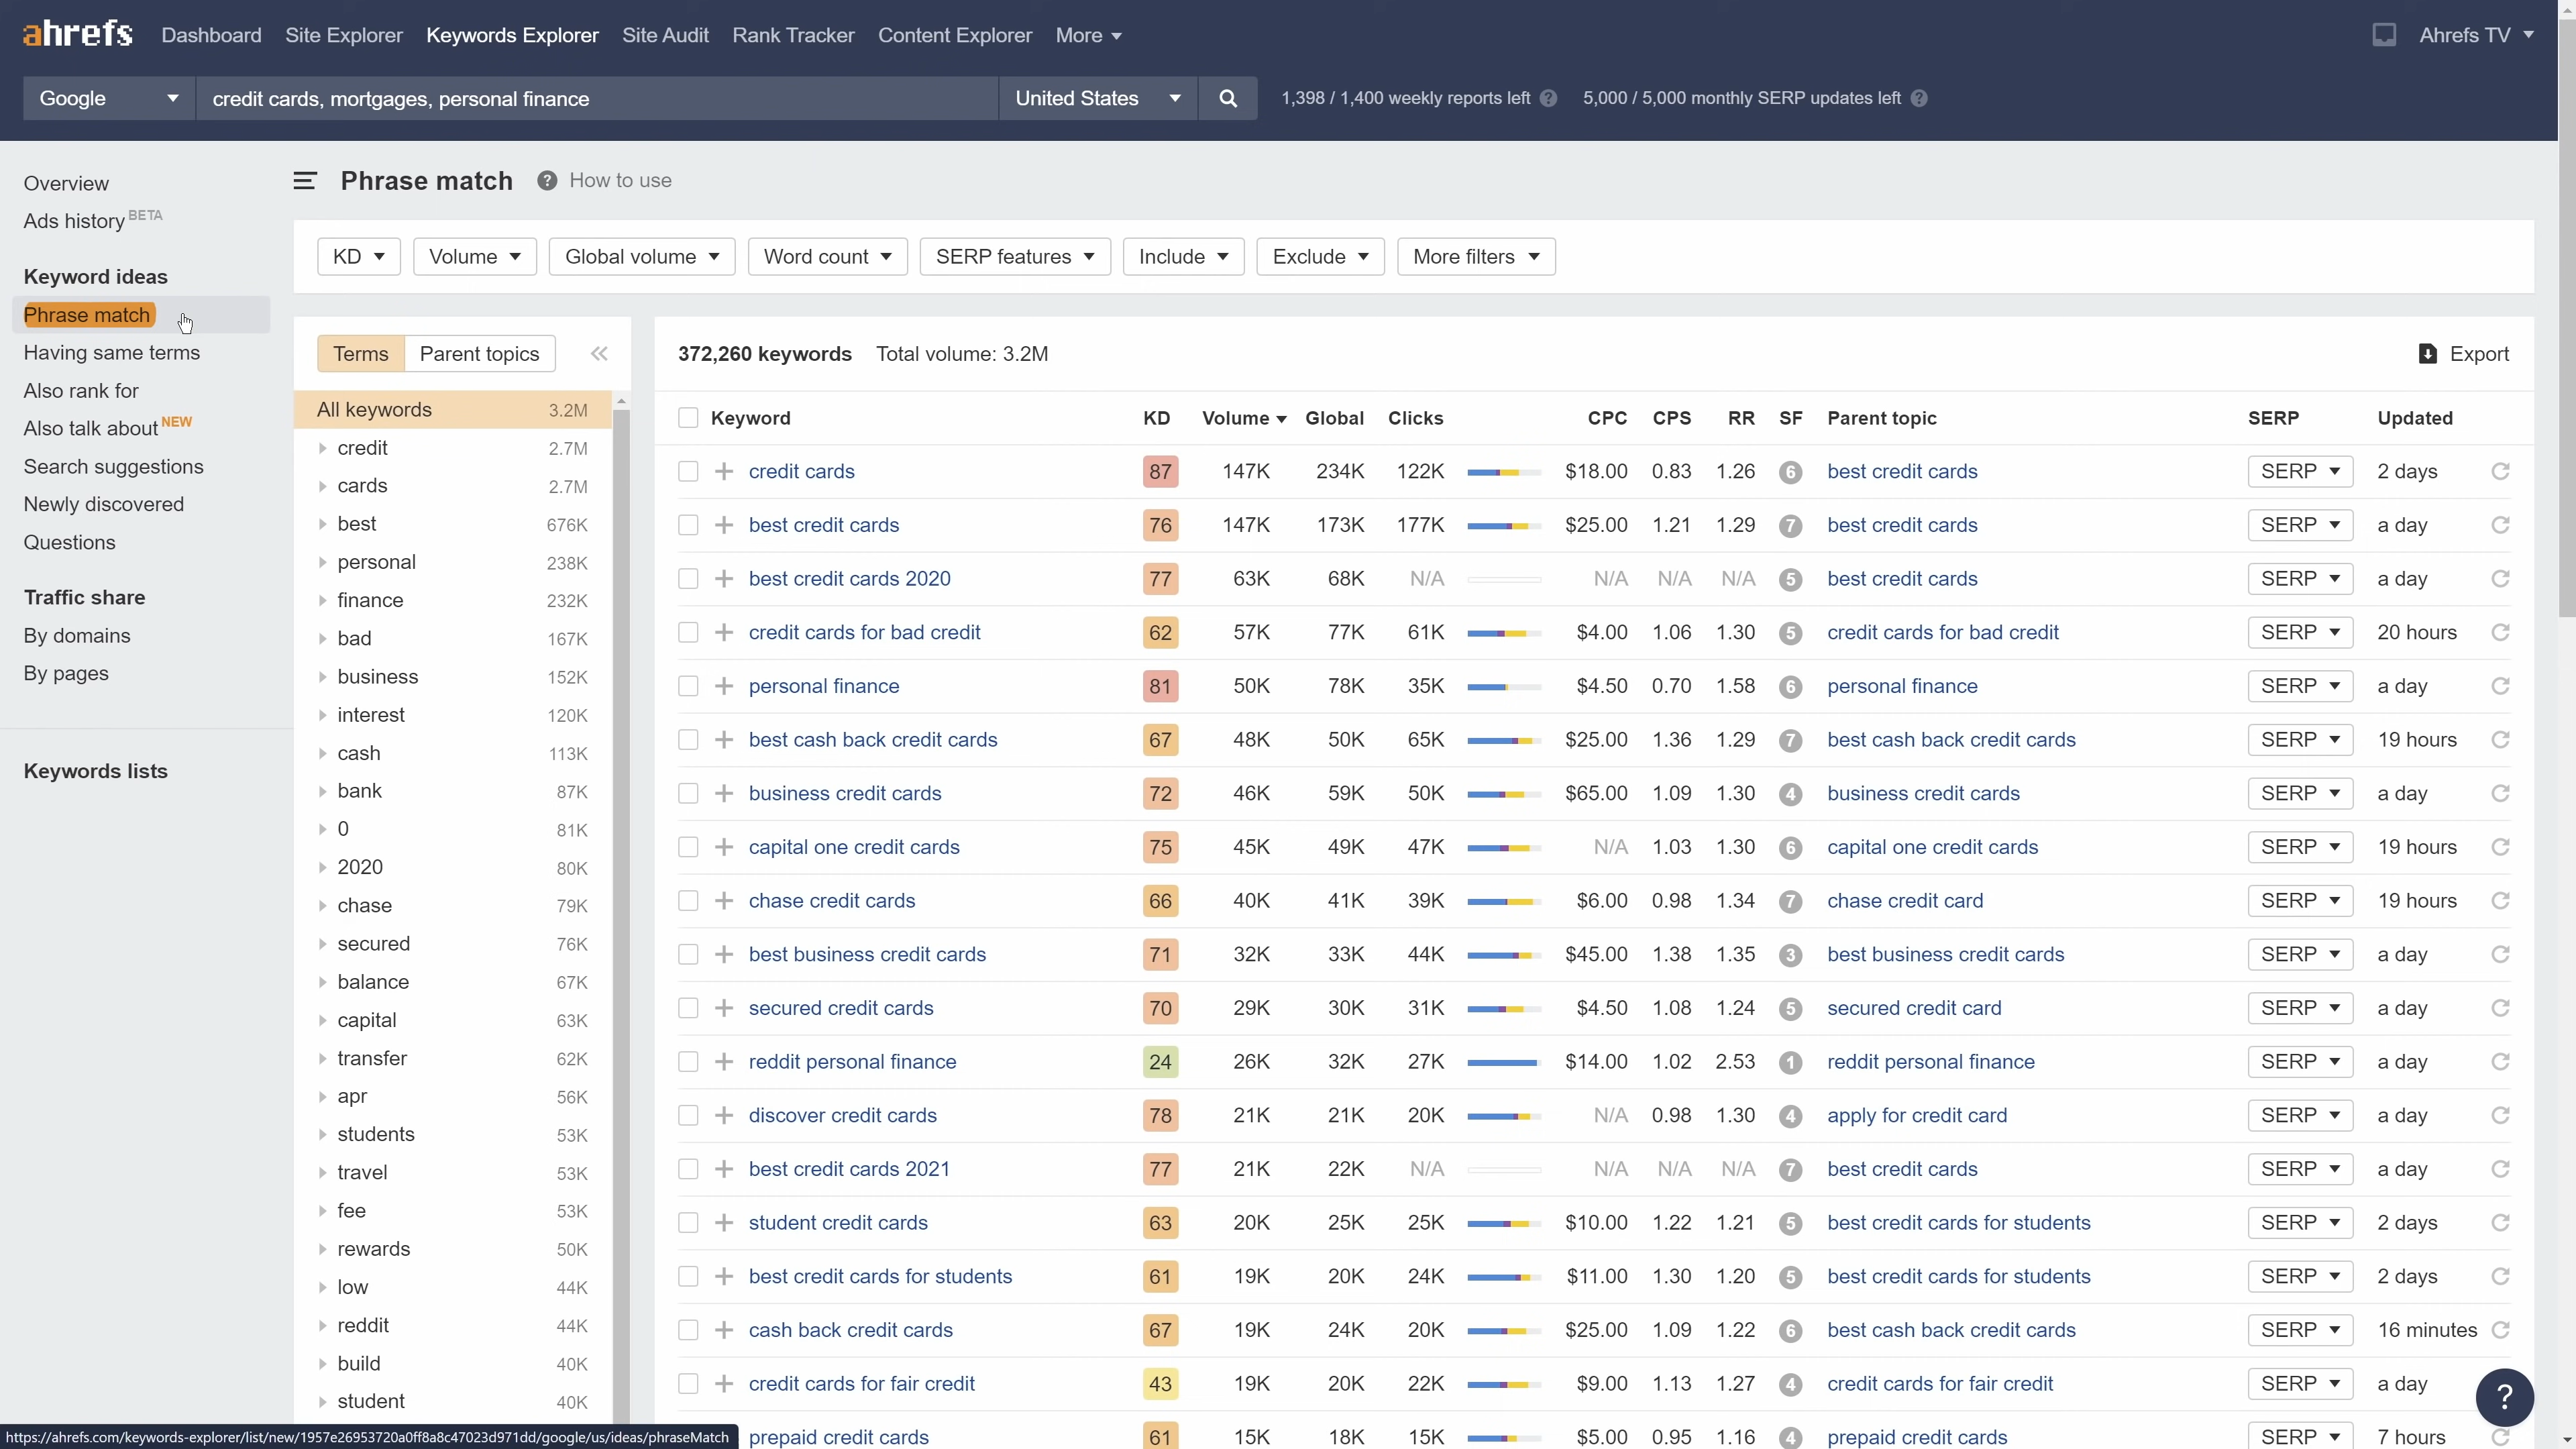 ahrefs Dashboard Site Explorer Keywords Explorer Site Audit Rank Tracker Content Explorer More Ahrefs TV
Google credit cards, mortgages, personal finance United States 1,398 / 1,400 weekly reports left ? 5,000 / 5,000 monthly SERP updates left ?
Overview
Ads history BETA
Keyword ideas
Phrase match
Having same terms
Also rank for
Also talk about NEW
Search suggestions
Newly discovered
Questions
Traffic share
By domains
By pages
Keywords lists
Phrase match ? How to use
KD Volume Global volume Word count SERP features Include Exclude More filters
Terms Parent topics
All keywords 3.2M
credit 2.7M
cards 2.7M
best 676K
personal 238K
finance 232K
bad 167K
business 152K
interest 120K
cash 113K
bank 87K
0 81K
2020 80K
chase 79K
secured 76K
balance 67K
capital 63K
transfer 62K
apr 56K
students 53K
travel 53K
fee 53K
rewards 50K
low 44K
reddit 44K
build 40K
student 40K
372,260 keywords Total volume: 3.2M Export
Keyword KD Volume Global Clicks CPC CPS RR SF Parent topic SERP Updated
credit cards 87 147K 234K 122K $18.00 0.83 1.26 6 best credit cards SERP 2 days
best credit cards 76 147K 173K 177K $25.00 1.21 1.29 7 best credit cards SERP a day
best credit cards 2020 77 63K 68K N/A N/A N/A N/A 5 best credit cards SERP a day
credit cards for bad credit 62 57K 77K 61K $4.00 1.06 1.30 5 credit cards for bad credit SERP 20 hours
personal finance 81 50K 78K 35K $4.50 0.70 1.58 6 personal finance SERP a day
best cash back credit cards 67 48K 50K 65K $25.00 1.36 1.29 7 best cash back credit cards SERP 19 hours
business credit cards 72 46K 59K 50K $65.00 1.09 1.30 4 business credit cards SERP a day
capital one credit cards 75 45K 49K 47K N/A 1.03 1.30 6 capital one credit cards SERP 19 hours
chase credit cards 66 40K 41K 39K $6.00 0.98 1.34 7 chase credit card SERP 19 hours
best business credit cards 71 32K 33K 44K $45.00 1.38 1.35 3 best business credit cards SERP a day
secured credit cards 70 29K 30K 31K $4.50 1.08 1.24 5 secured credit card SERP a day
reddit personal finance 24 26K 32K 27K $14.00 1.02 2.53 1 reddit personal finance SERP a day
discover credit cards 78 21K 21K 20K N/A 0.98 1.30 4 apply for credit card SERP a day
best credit cards 2021 77 21K 22K N/A N/A N/A N/A 7 best credit cards SERP a day
student credit cards 63 20K 25K 25K $10.00 1.22 1.21 5 best credit cards for students SERP 2 days
best credit cards for students 61 19K 20K 24K $11.00 1.30 1.20 5 best credit cards for students SERP 2 days
cash back credit cards 67 19K 24K 20K $25.00 1.09 1.22 6 best cash back credit cards SERP 16 minutes
credit cards for fair credit 43 19K 20K 22K $9.00 1.13 1.27 4 credit cards for fair credit SERP a day
prepaid credit cards 61 15K 18K 15K $5.00 0.95 1.16 4 prepaid credit cards SERP 7 hours
?
https://ahrefs.com/keywords-explorer/list/new/1957e26953720a0ff8a8c47023d971dd/google/us/ideas/phraseMatch